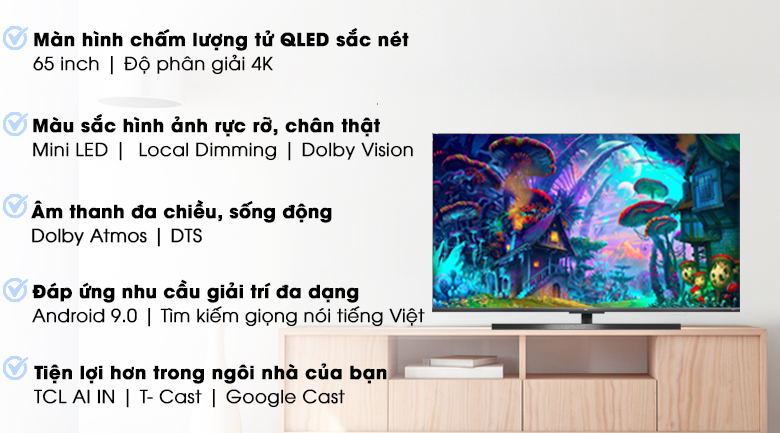 Màn hình chấm lượng tử QLED sắc nét
65 inch | Độ phân giải 4K
Màu sắc hình ảnh rực rỡ, chân thật
Mini LED | Local Dimming | Dolby Vision
Âm thanh đa chiều, sống động
Dolby Atmos | DTS
Đáp ứng nhu cầu giải trí đa dạng
Android 9.0 | Tìm kiếm giọng nói tiếng Việt
Tiện lợi hơn trong ngôi nhà của bạn
TCL AI IN | T- Cast | Google Cast